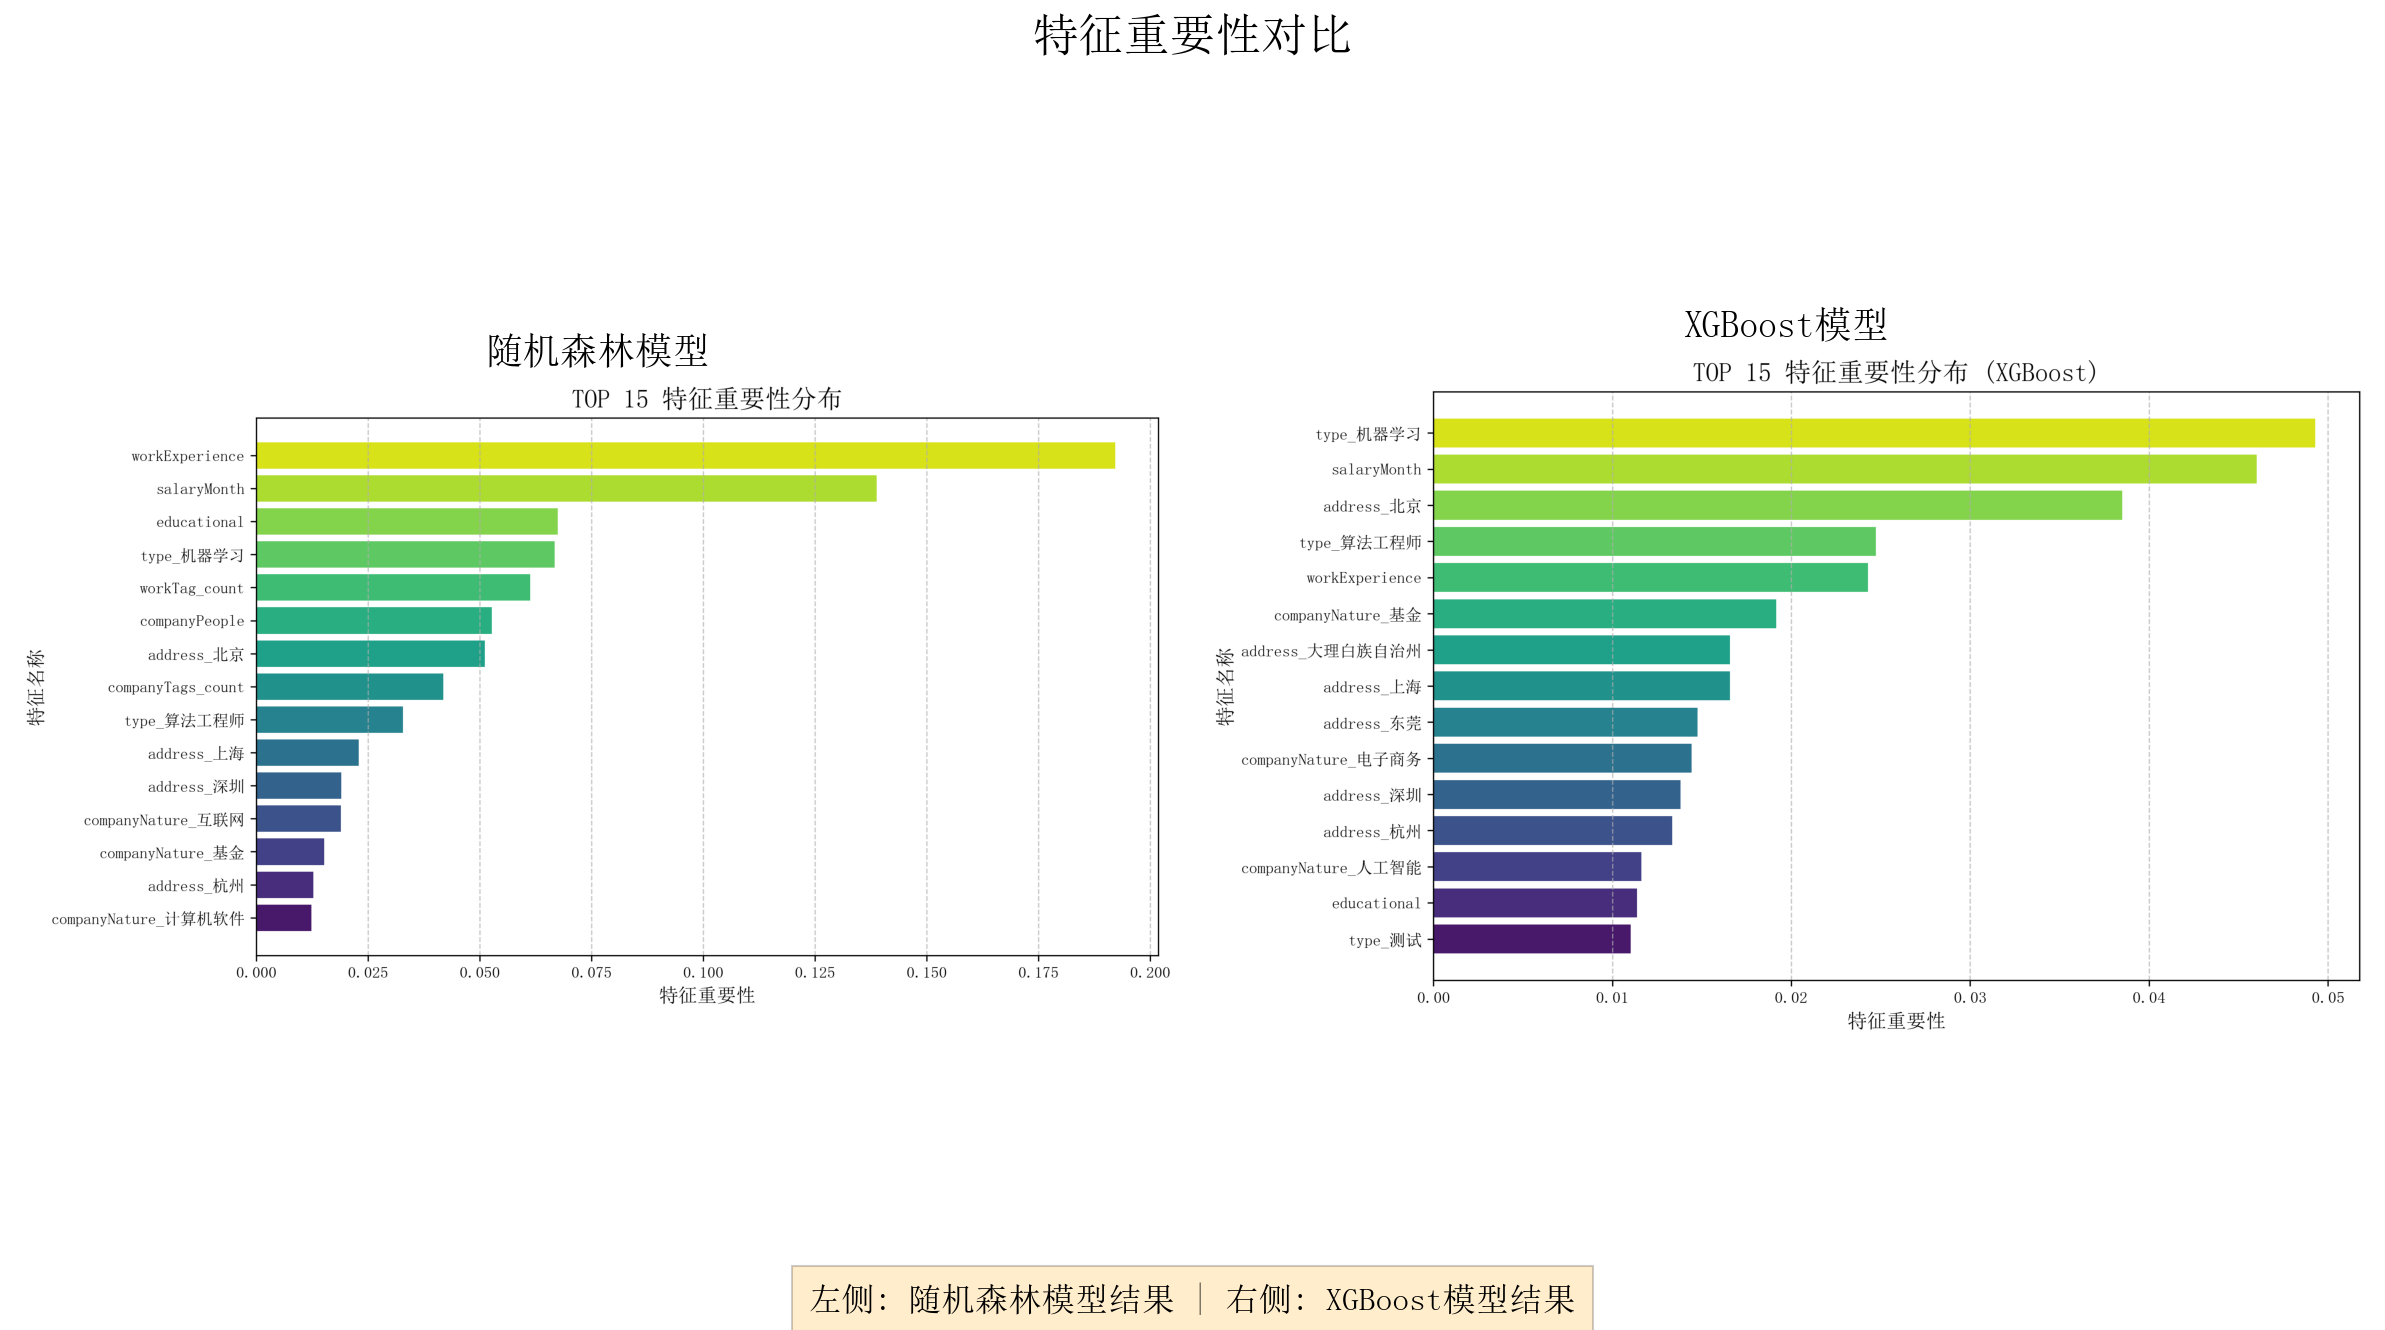 特征重要性对比
随机森林模型
TOP 15 特征重要性分布
特征名称
workExperience
salaryMonth
educational
type_机器学习
workTag_count
companyPeople
address_北京
companyTags_count
type_算法工程师
address_上海
address_深圳
companyNature_互联网
companyNature_基金
address_杭州
companyNature_计算机软件
0.000 0.025 0.050 0.075 0.100 0.125 0.150 0.175 0.200
特征重要性
XGBoost模型
TOP 15 特征重要性分布 (XGBoost)
特征名称
type_机器学习
salaryMonth
address_北京
type_算法工程师
workExperience
companyNature_基金
address_大理白族自治州
address_上海
address_东莞
companyNature_电子商务
address_深圳
address_杭州
companyNature_人工智能
educational
type_测试
0.00 0.01 0.02 0.03 0.04 0.05
特征重要性
左侧: 随机森林模型结果 | 右侧: XGBoost模型结果